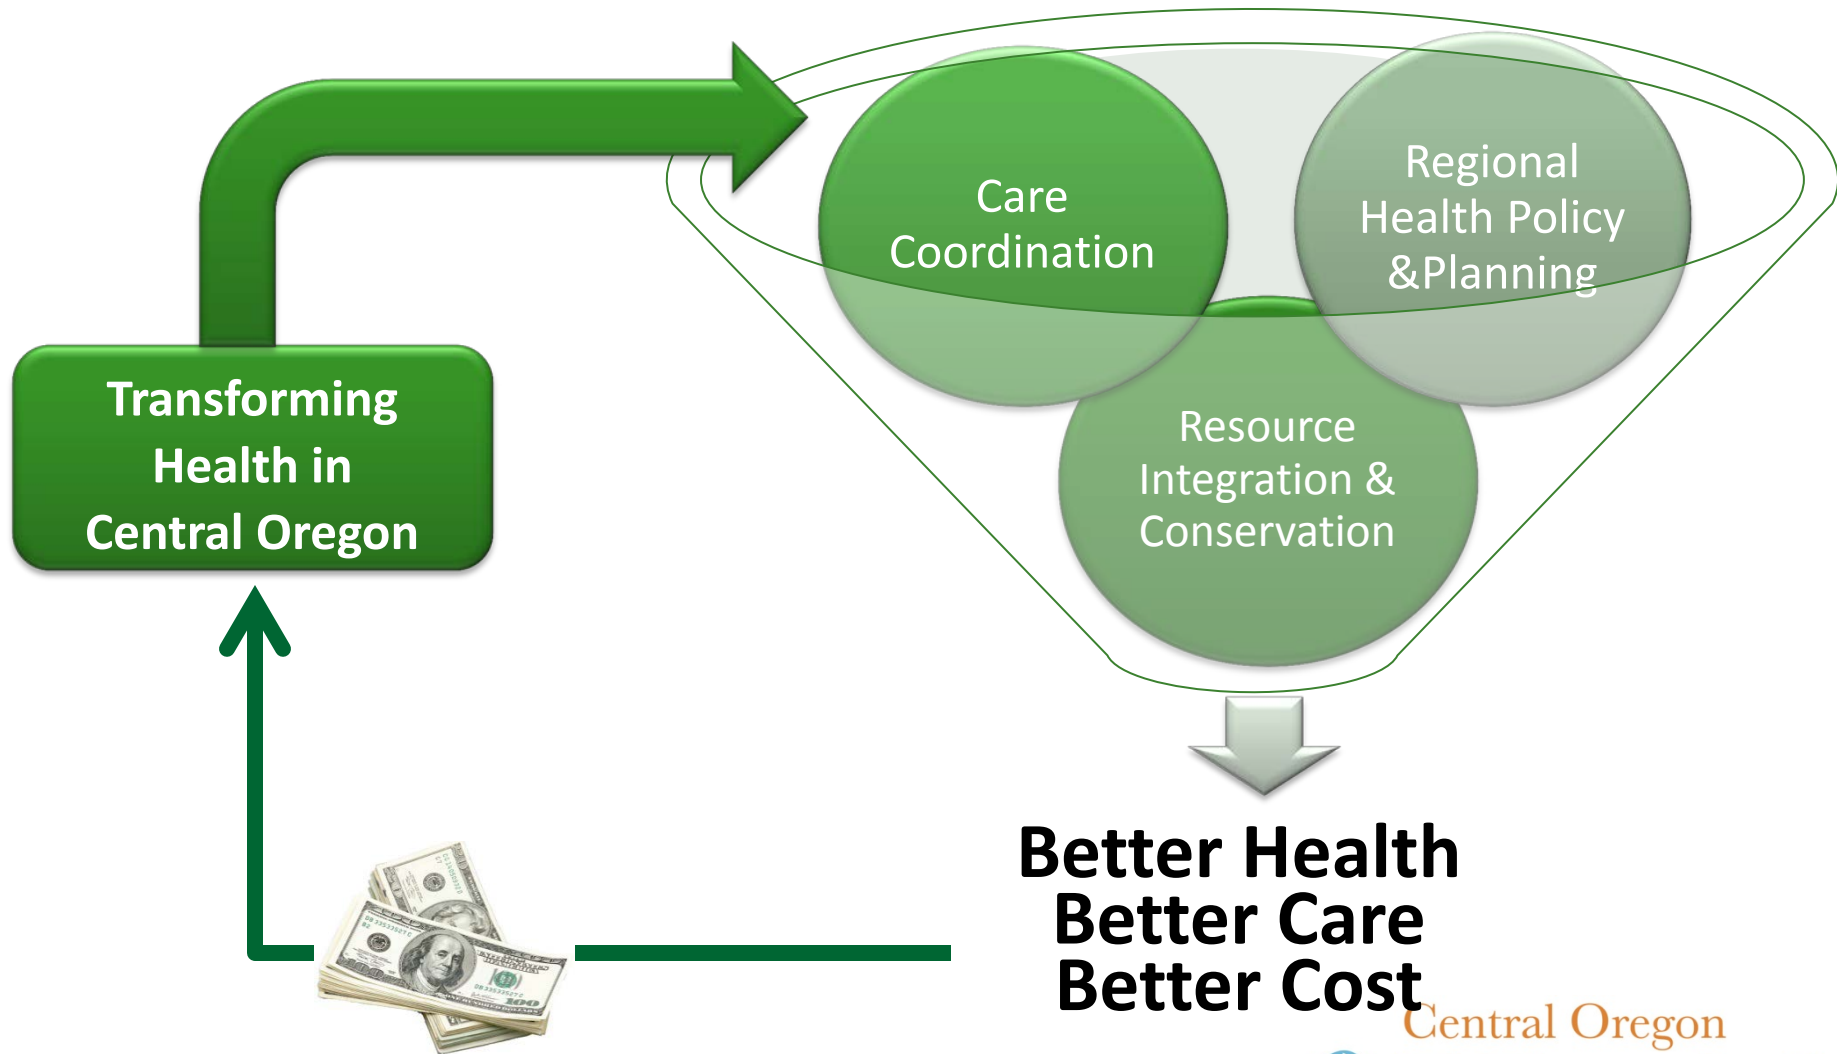 Care
Coordination
Regional
Health Policy
&Planning
Transforming
Health in
Central Oregon
Resource
Integration &
Conservation
Better Health
Better Care
Better Cost
Central Oregon
100